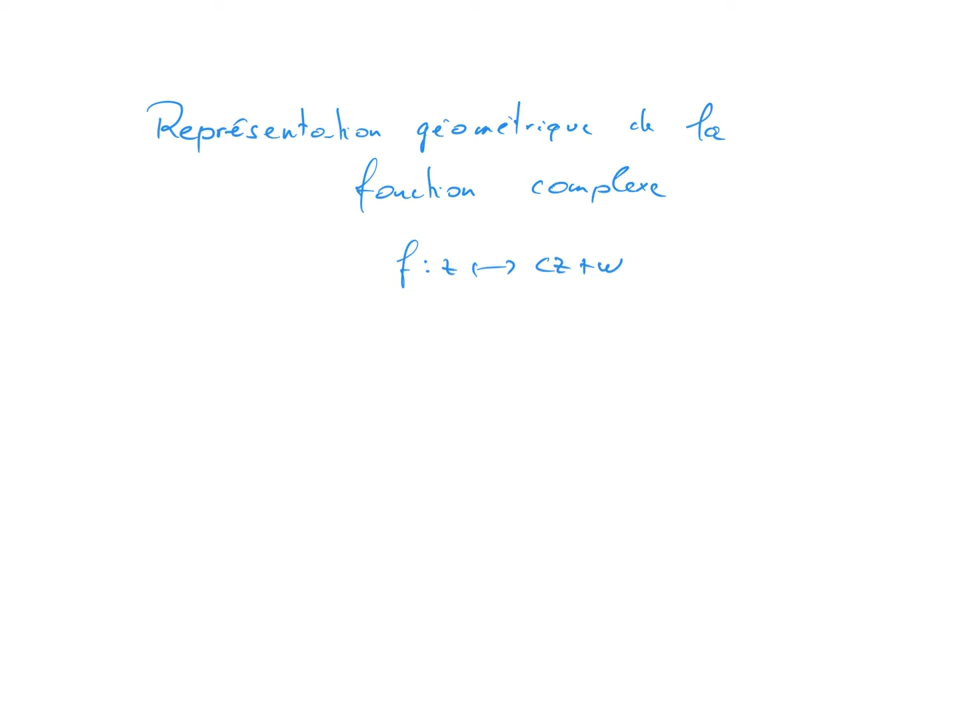 Représentation géométrique de la
fonction complexe
f : z ⟼ cz + w